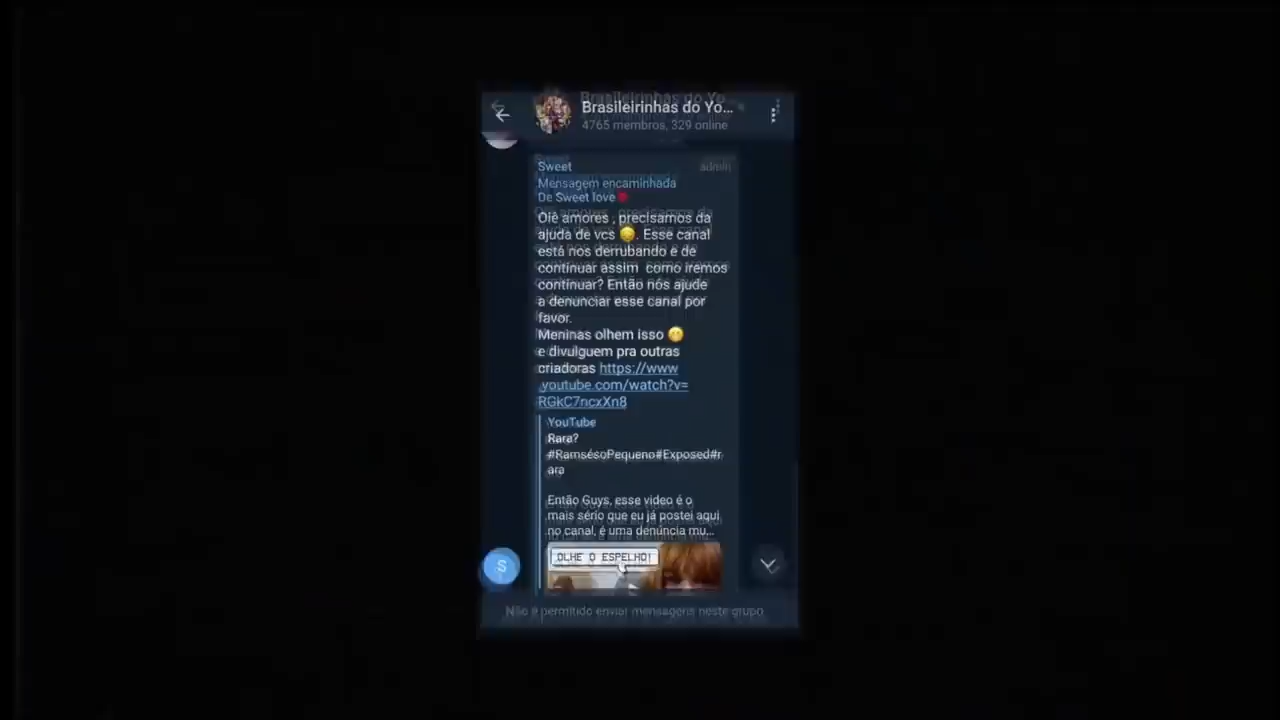 Brasileirinhas do Yo...
4765 membros, 329 online
Sweet admin
Mensagem encaminhada
De Sweet love
Oiê amores , precisamos da
ajuda de vcs 😔. Esse canal
está nos derrubando e de
continuar assim como iremos
continuar? Então nós ajude
a denunciar esse canal por
favor.
Meninas olhem isso 🤭
e divulguem pra outras
criadoras https://www
.youtube.com/watch?v=
RGkC7ncxXn8
YouTube
Rara?
#RamsésoPequeno#Exposed#r
ara
Então Guys, esse video é o
mais sério que eu já postei aqui
no canal, é uma denúncia mu...
OLHE O ESPELHO!
S
Não é permitido enviar mensagens neste grupo